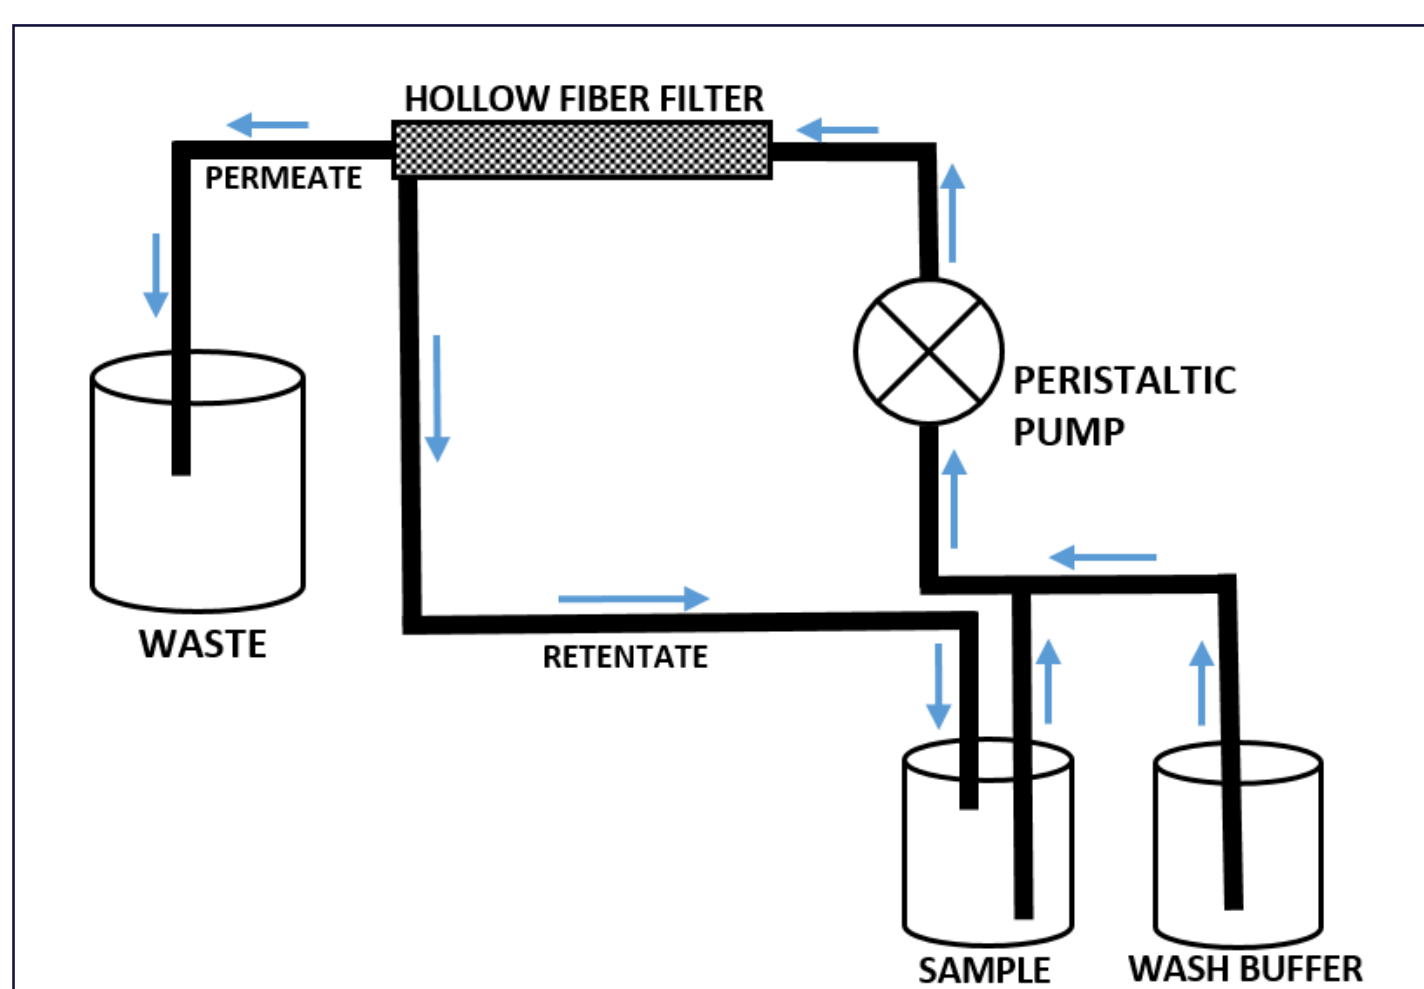 HOLLOW FIBER FILTER
PERMEATE
PERISTALTIC
PUMP
WASTE
RETENTATE
SAMPLE
WASH BUFFER